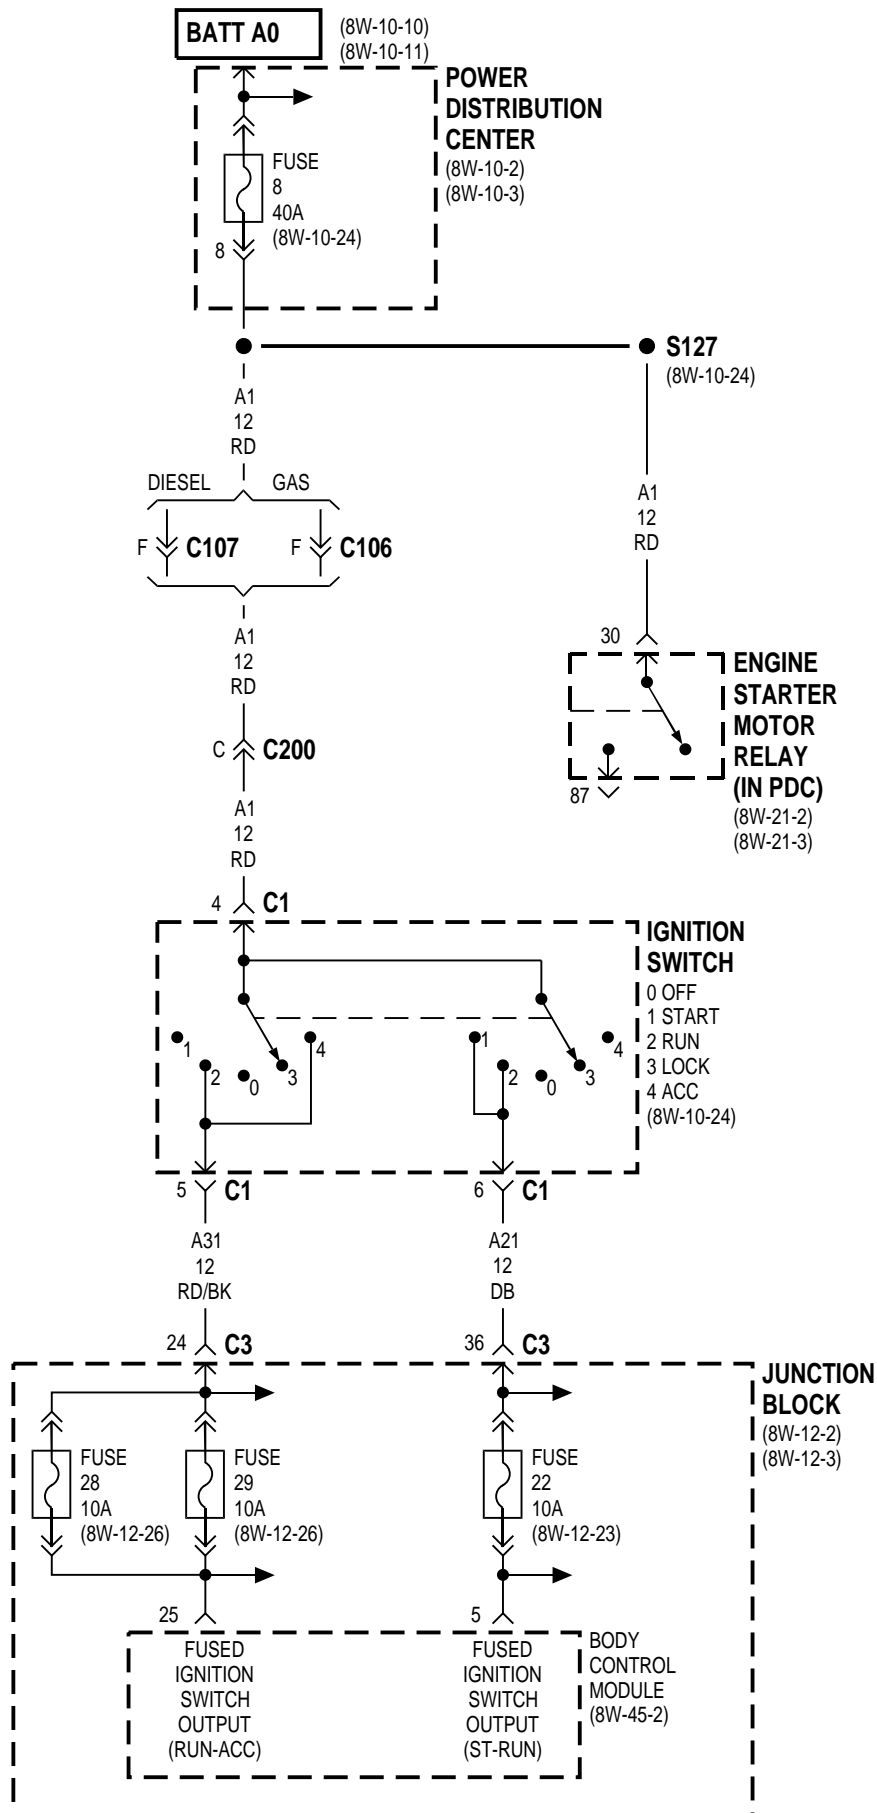 BATT A0
(8W-10-10)
(8W-10-11)
POWER
DISTRIBUTION
CENTER
(8W-10-2)
(8W-10-3)
FUSE
8
40A
(8W-10-24)
8
S127
(8W-10-24)
A1
12
RD
DIESEL
GAS
F
C107
F
C106
A1
12
RD
A1
12
RD
30
ENGINE
STARTER
MOTOR
RELAY
(IN PDC)
(8W-21-2)
(8W-21-3)
87
C
C200
A1
12
RD
4
C1
IGNITION
SWITCH
0 OFF
1 START
2 RUN
3 LOCK
4 ACC
(8W-10-24)
1
2
0
3
4
1
2
0
3
4
5
C1
6
C1
A31
12
RD/BK
A21
12
DB
24
C3
36
C3
JUNCTION
BLOCK
(8W-12-2)
(8W-12-3)
FUSE
28
10A
(8W-12-26)
FUSE
29
10A
(8W-12-26)
FUSE
22
10A
(8W-12-23)
25
5
FUSED
IGNITION
SWITCH
OUTPUT
(RUN-ACC)
FUSED
IGNITION
SWITCH
OUTPUT
(ST-RUN)
BODY
CONTROL
MODULE
(8W-45-2)